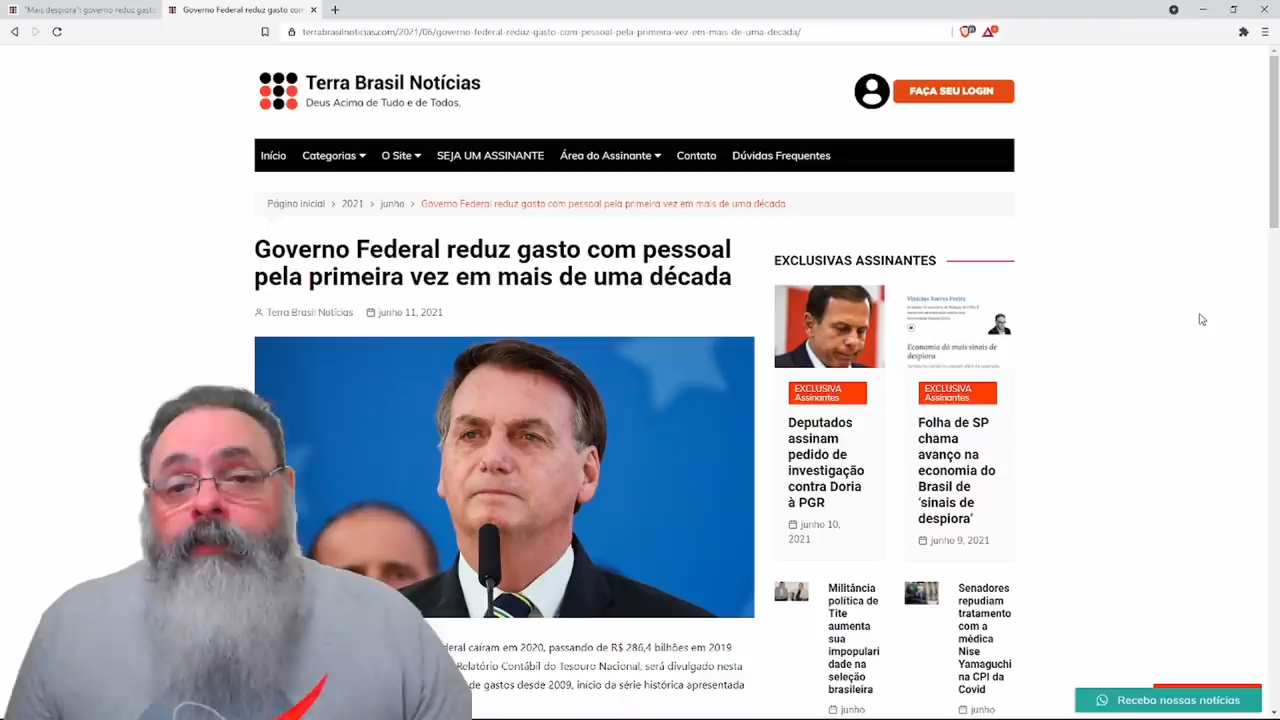 "Mais despiora": governo reduz gasto
Governo Federal reduz gasto com
terrabrasilnoticias.com/2021/06/governo-federal-reduz-gasto-com-pessoal-pela-primeira-vez-em-mais-de-uma-decada/
Terra Brasil Notícias
Deus Acima de Tudo e de Todos.
FAÇA SEU LOGIN
Início Categorias O Site SEJA UM ASSINANTE Área do Assinante Contato Dúvidas Frequentes
Página inicial > 2021 > junho > Governo Federal reduz gasto com pessoal pela primeira vez em mais de uma década
Governo Federal reduz gasto com pessoal
pela primeira vez em mais de uma década
Terra Brasil Notícias junho 11, 2021
deral caíram em 2020, passando de R$ 286,4 bilhões em 2019
Relatório Contábil do Tesouro Nacional, será divulgado nesta
de gastos desde 2009, início da série histórica apresentada
EXCLUSIVAS ASSINANTES
EXCLUSIVA
Assinantes
Deputados
assinam
pedido de
investigação
contra Doria
à PGR
junho 10,
2021
Vinicius Torres Freire
Economia dá mais sinais de
despiora
EXCLUSIVA
Assinantes
Folha de SP
chama
avanço na
economia do
Brasil de
‘sinais de
despiora’
junho 9, 2021
Militância
política de
Tite
aumenta
sua
impopulari
dade na
seleção
brasileira
junho
Senadores
repudiam
tratamento
com a
médica
Nise
Yamaguchi
na CPI da
Covid
junho
Receba nossas notícias